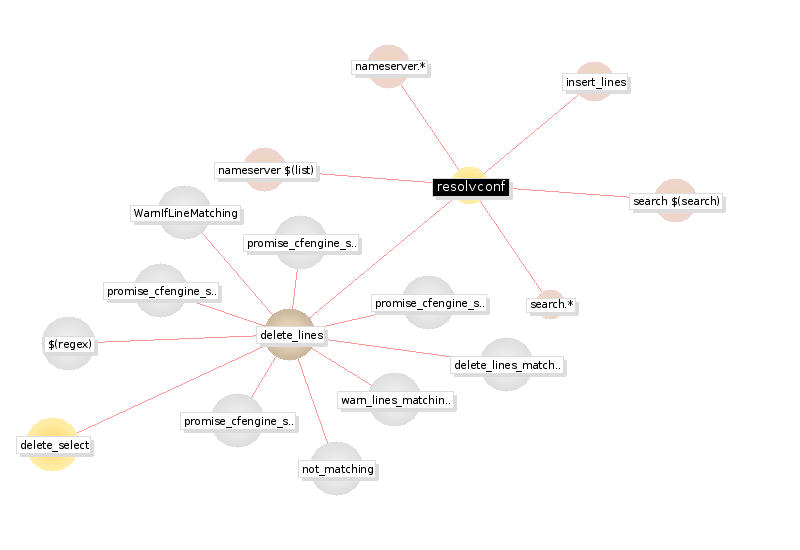 nameserver.*
insert_lines
nameserver $(list)
resolvconf
search $(search)
WarnIfLineMatching
promise_cfengine_s..
promise_cfengine_s..
promise_cfengine_s..
search.*
delete_lines
$(regex)
delete_lines_match..
warn_lines_matchin..
promise_cfengine_s..
delete_select
not_matching